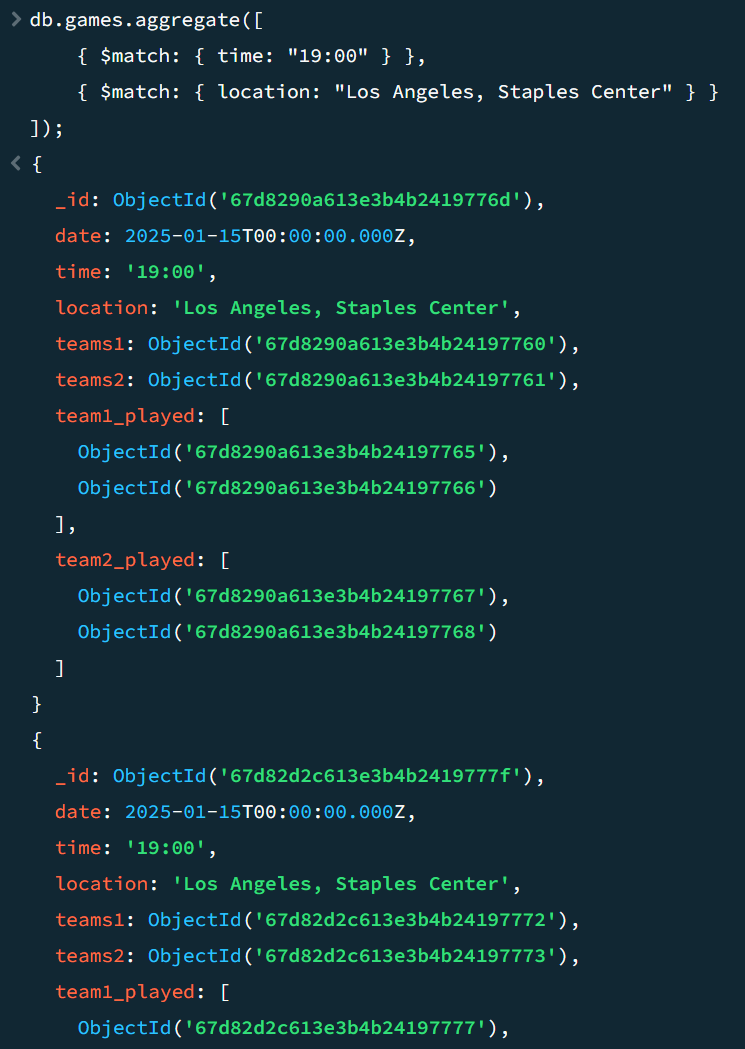 db.games.aggregate([
{ $match: { time: "19:00" } },
{ $match: { location: "Los Angeles, Staples Center" } }
]);
{
_id: ObjectId('67d8290a613e3b4b2419776d'),
date: 2025-01-15T00:00:00.000Z,
time: '19:00',
location: 'Los Angeles, Staples Center',
teams1: ObjectId('67d8290a613e3b4b24197760'),
teams2: ObjectId('67d8290a613e3b4b24197761'),
team1_played: [
ObjectId('67d8290a613e3b4b24197765'),
ObjectId('67d8290a613e3b4b24197766')
],
team2_played: [
ObjectId('67d8290a613e3b4b24197767'),
ObjectId('67d8290a613e3b4b24197768')
]
}
{
_id: ObjectId('67d82d2c613e3b4b2419777f'),
date: 2025-01-15T00:00:00.000Z,
time: '19:00',
location: 'Los Angeles, Staples Center',
teams1: ObjectId('67d82d2c613e3b4b24197772'),
teams2: ObjectId('67d82d2c613e3b4b24197773'),
team1_played: [
ObjectId('67d82d2c613e3b4b24197777'),